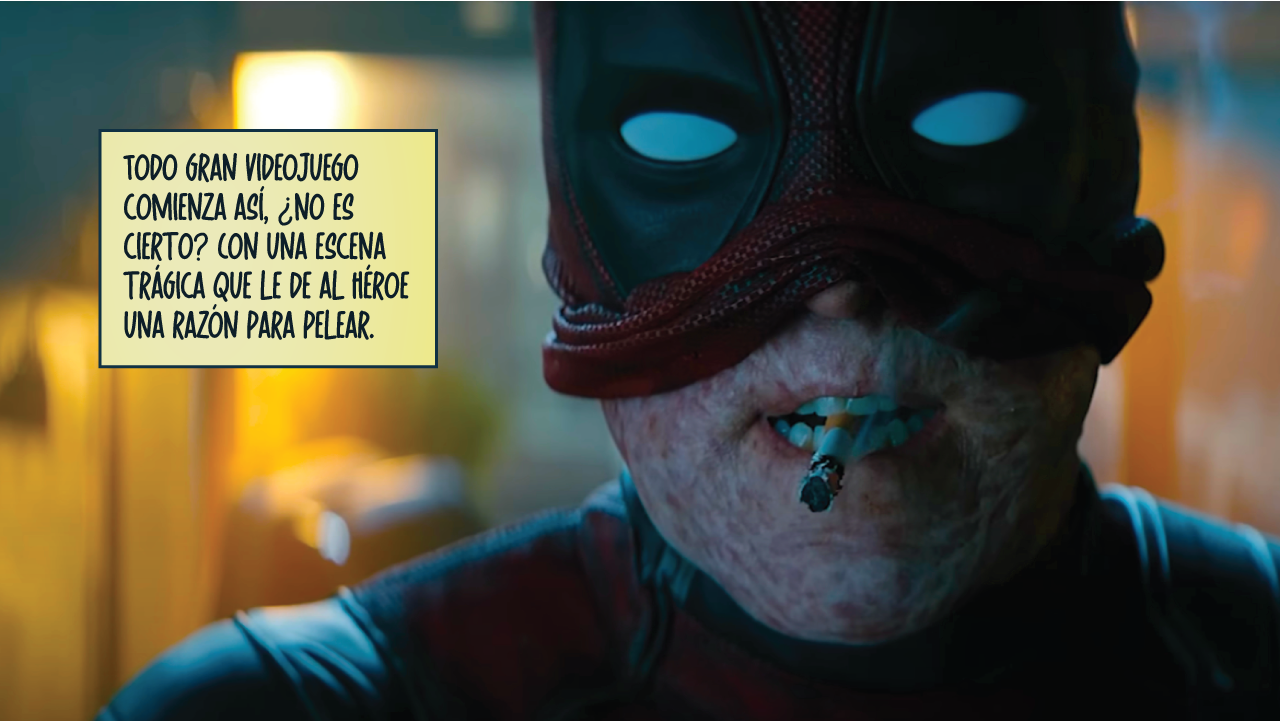 TODO GRAN VIDEOJUEGO
COMIENZA ASÍ, ¿NO ES
CIERTO? CON UNA ESCENA
TRÁGICA QUE LE DE AL HÉROE
UNA RAZÓN PARA PELEAR.